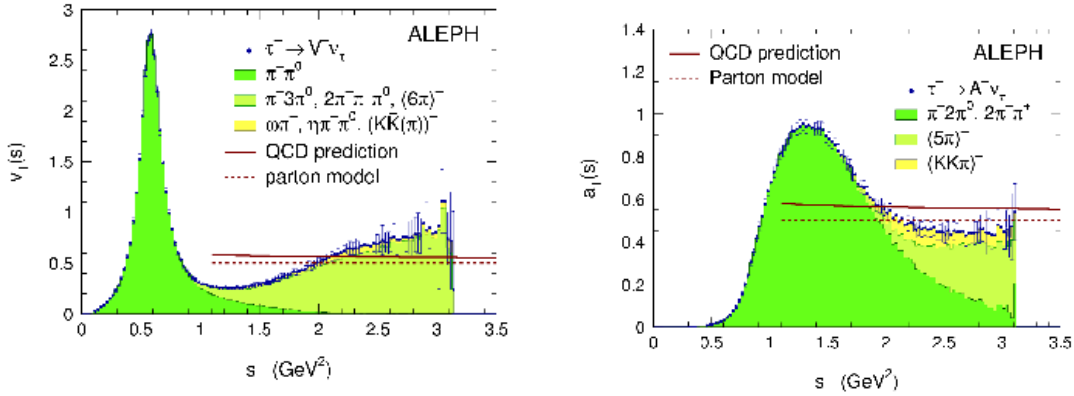 3
2.5
2
1.5
1
0.5
0
0 0.5 1 1.5 2 2.5 3 3.5
v₁(s)
s (GeV²)
ALEPH
τ⁻ → V⁻ν_τ
π⁻π⁰
π⁻3π⁰, 2π⁻π π⁰, (6π)⁻
ωπ⁻, ηπ⁻π⁰. (KK̄(π))⁻
QCD prediction
parton model
1.4
1.2
1
0.8
0.6
0.4
0.2
0
0 0.5 1 1.5 2 2.5 3 3.5
a₁(s)
s (GeV²)
QCD prediction
Parton model
ALEPH
τ⁻ → A⁻ν_τ
π⁻2π⁰. 2π⁻π⁺
(5π)⁻
(KKπ)⁻